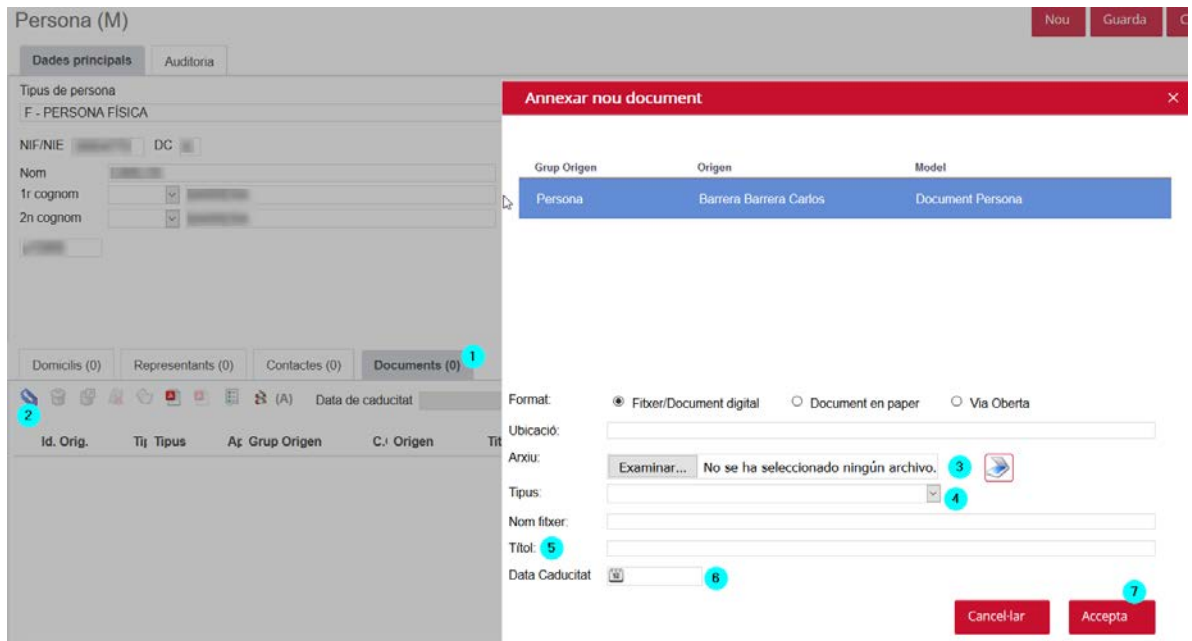 Persona (M)
Nou
Guarda
C
Dades principals
Auditoria
Tipus de persona
F - PERSONA FÍSICA
NIF/NIE
DC
Nom
1r cognom
2n cognom
Domicilis (0)
Representants (0)
Contactes (0)
Documents (0)
1
2
(A)
Data de caducitat
Id. Orig.
Tip
Tipus
Ap
Grup Origen
C.
Origen
Tit
Annexar nou document
×
Grup Origen
Origen
Model
Persona
Barrera Barrera Carlos
Document Persona
Format:
Fitxer/Document digital
Document en paper
Via Oberta
Ubicació:
Arxiu:
Examinar...
No se ha seleccionado ningún archivo.
3
Tipus:
4
Nom fitxer:
Títol:
5
Data Caducitat
12
6
7
Cancel·lar
Accepta